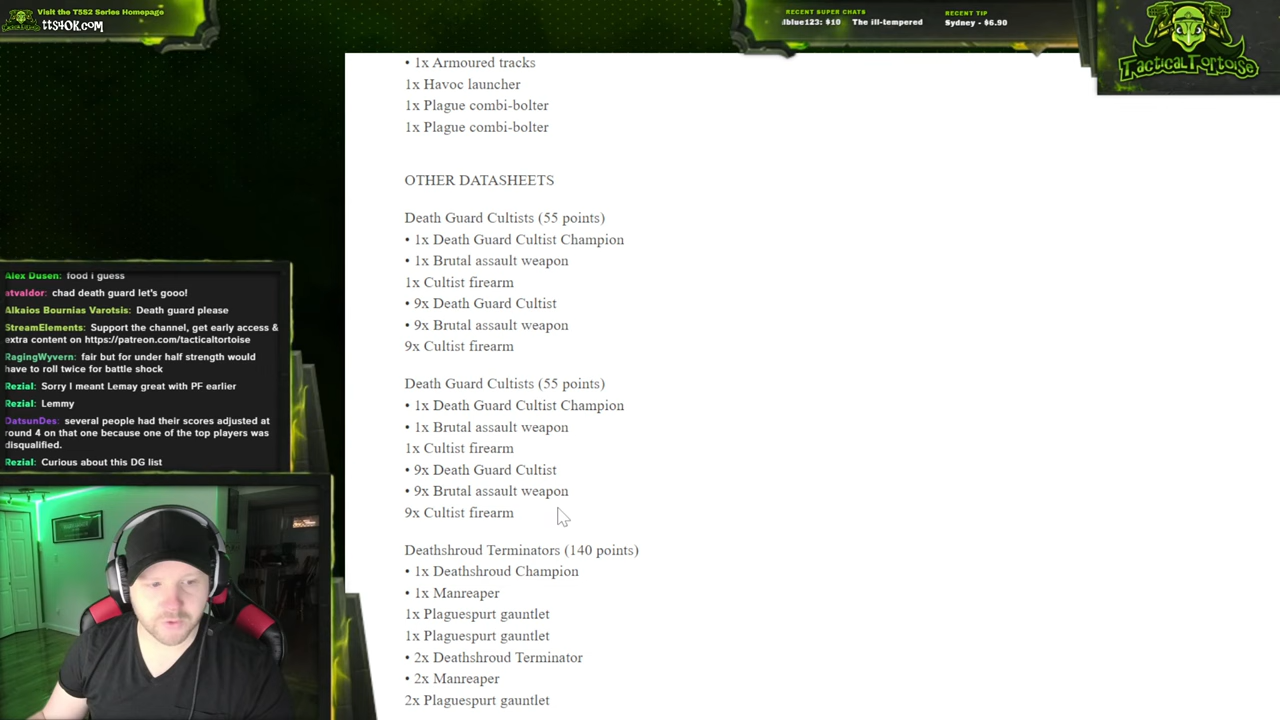 Visit the T5S2 Series Homepage
ttS40K.com
RECENT SUPER CHATS
lblue123: $10 The ill-tempered
RECENT TIP
Sydney - $6.90
TacticalTortoise
• 1x Armoured tracks
1x Havoc launcher
1x Plague combi-bolter
1x Plague combi-bolter
OTHER DATASHEETS
Death Guard Cultists (55 points)
• 1x Death Guard Cultist Champion
• 1x Brutal assault weapon
1x Cultist firearm
• 9x Death Guard Cultist
• 9x Brutal assault weapon
9x Cultist firearm
Death Guard Cultists (55 points)
• 1x Death Guard Cultist Champion
• 1x Brutal assault weapon
1x Cultist firearm
• 9x Death Guard Cultist
• 9x Brutal assault weapon
9x Cultist firearm
Deathshroud Terminators (140 points)
• 1x Deathshroud Champion
• 1x Manreaper
1x Plaguespurt gauntlet
1x Plaguespurt gauntlet
• 2x Deathshroud Terminator
• 2x Manreaper
2x Plaguespurt gauntlet
Alex Dusen: food i guess
atvaldor: chad death guard let's gooo!
Alkaios Bournias Varotsis: Death guard please
StreamElements: Support the channel, get early access &
extra content on https://patreon.com/tacticaltortoise
RagingWyvern: fair but for under half strength would
have to roll twice for battle shock
Rezial: Sorry I meant Lemay great with PF earlier
Rezial: Lemmy
DatsunDes: several people had their scores adjusted at
round 4 on that one because one of the top players was
disqualified.
Rezial: Curious about this DG list